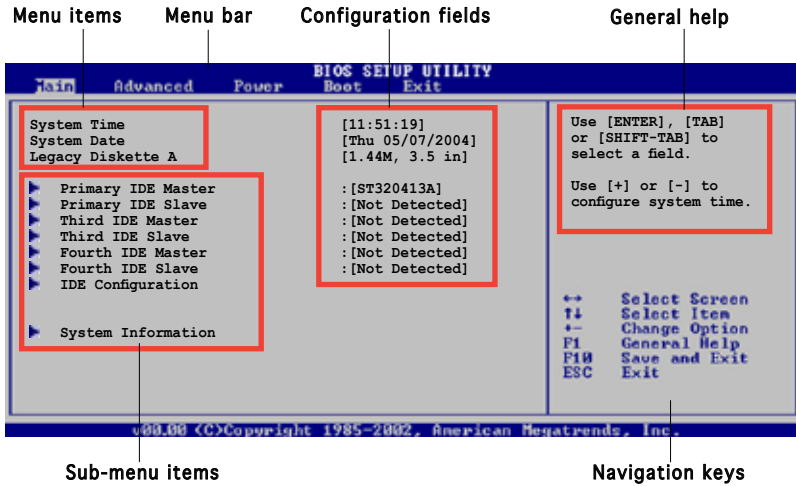 Menu items Menu bar Configuration fields General help
BIOS SETUP UTILITY
Main Advanced Power Boot Exit
System Time [11:51:19]
System Date [Thu 05/07/2004]
Legacy Diskette A [1.44M, 3.5 in]
Primary IDE Master :[ST320413A]
Primary IDE Slave :[Not Detected]
Third IDE Master :[Not Detected]
Third IDE Slave :[Not Detected]
Fourth IDE Master :[Not Detected]
Fourth IDE Slave :[Not Detected]
IDE Configuration
System Information
Use [ENTER], [TAB]
or [SHIFT-TAB] to
select a field.
Use [+] or [-] to
configure system time.
↔ Select Screen
↑↓ Select Item
+- Change Option
F1 General Help
F10 Save and Exit
ESC Exit
v00.00 (C)Copyright 1985-2002, American Megatrends, Inc.
Sub-menu items Navigation keys